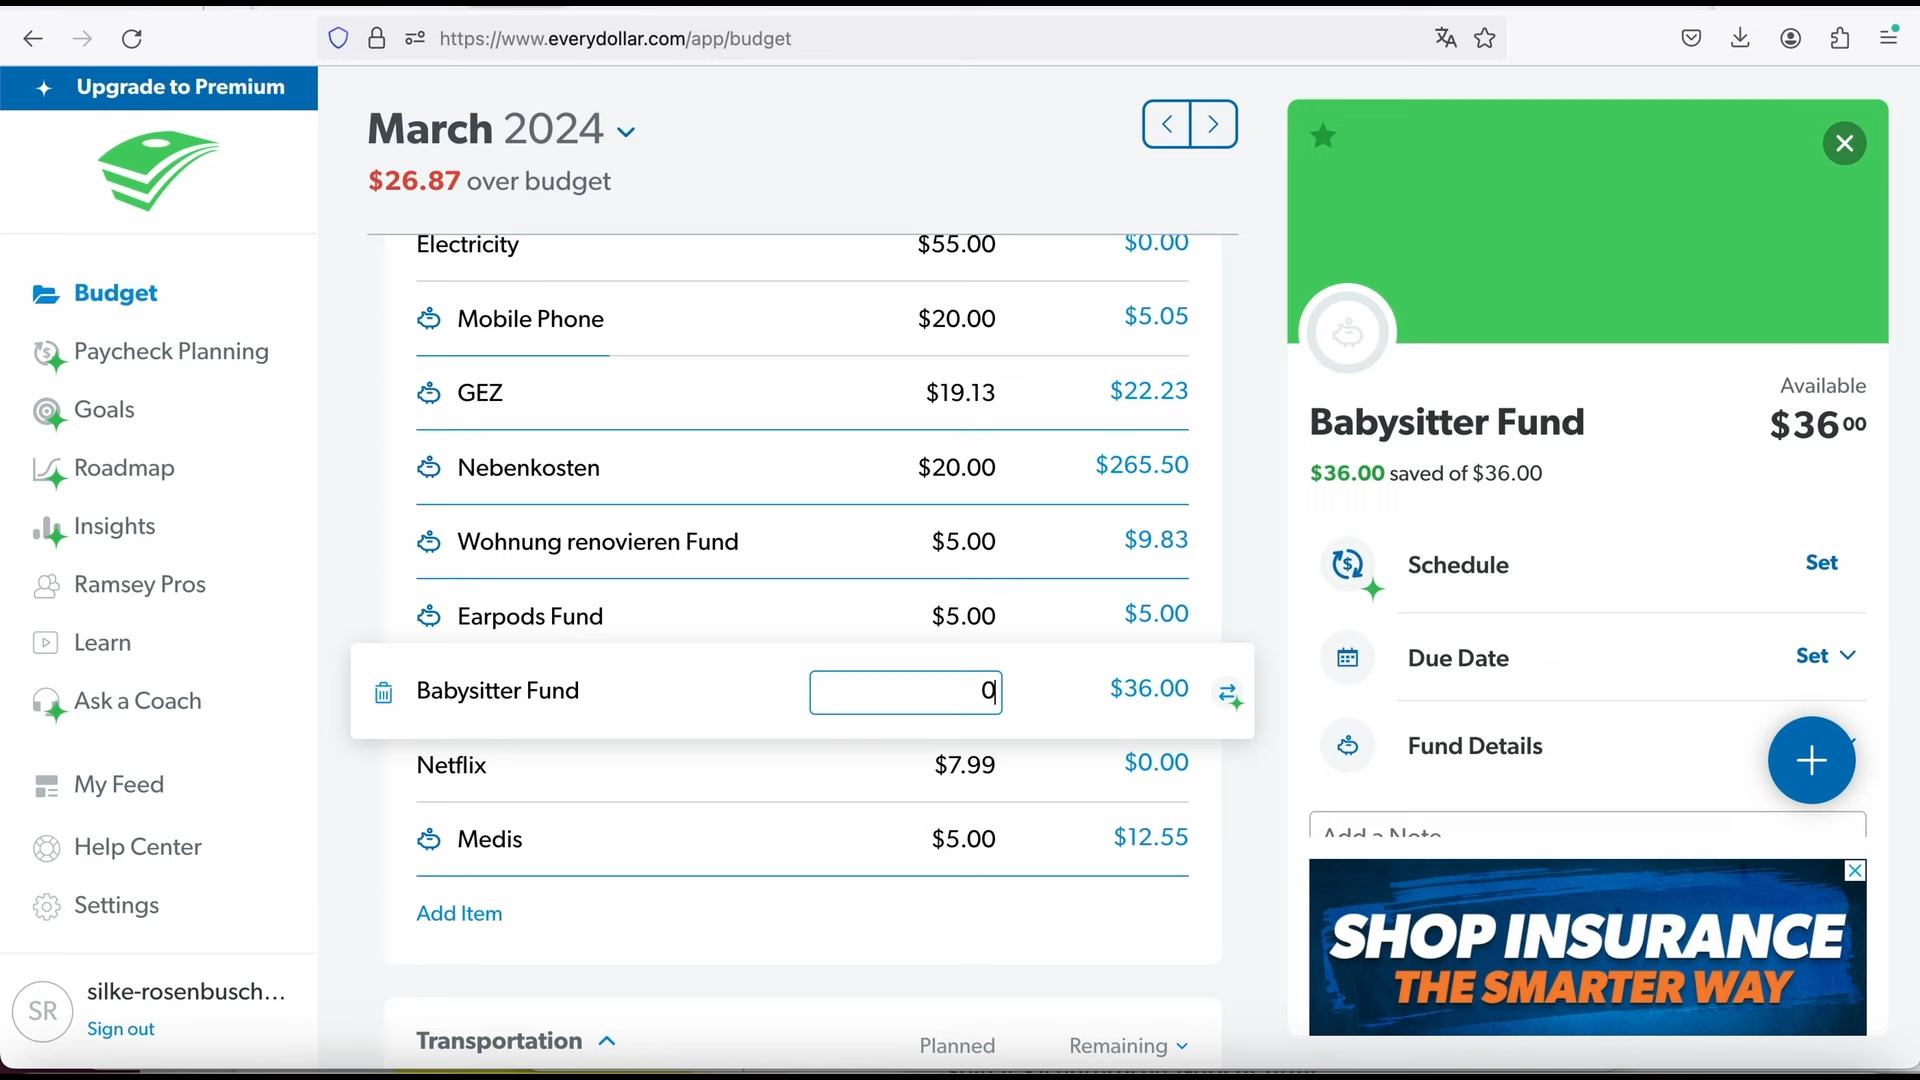 https://www.everydollar.com/app/budget
Upgrade to Premium
Budget
Paycheck Planning
Goals
Roadmap
Insights
Ramsey Pros
Learn
Ask a Coach
My Feed
Help Center
Settings
SR
silke-rosenbusch...
Sign out
March 2024
$26.87 over budget
Electricity $55.00 $0.00
Mobile Phone $20.00 $5.05
GEZ $19.13 $22.23
Nebenkosten $20.00 $265.50
Wohnung renovieren Fund $5.00 $9.83
Earpods Fund $5.00 $5.00
Babysitter Fund 0 $36.00
Netflix $7.99 $0.00
Medis $5.00 $12.55
Add Item
Transportation Planned Remaining
Available
Babysitter Fund $36 00
$36.00 saved of $36.00
Schedule Set
Due Date Set
Fund Details
Add a Note
SHOP INSURANCE
THE SMARTER WAY